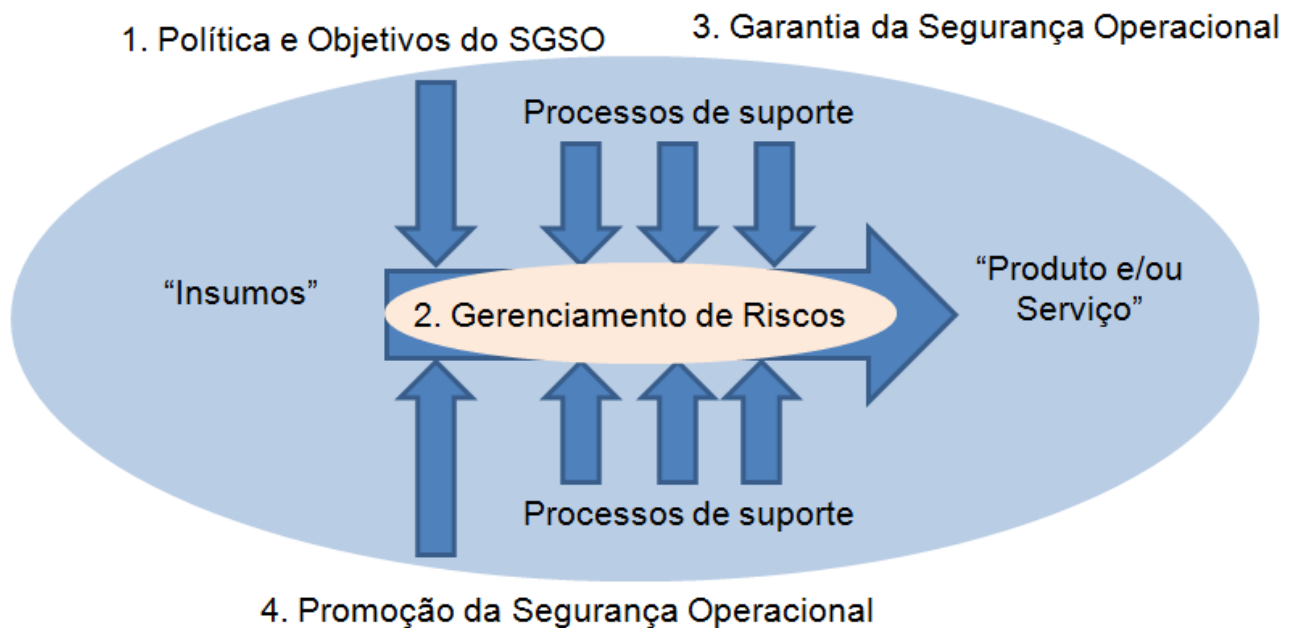 1. Política e Objetivos do SGSO
3. Garantia da Segurança Operacional
Processos de suporte
“Insumos”
2. Gerenciamento de Riscos
“Produto e/ou
Serviço”
Processos de suporte
4. Promoção da Segurança Operacional